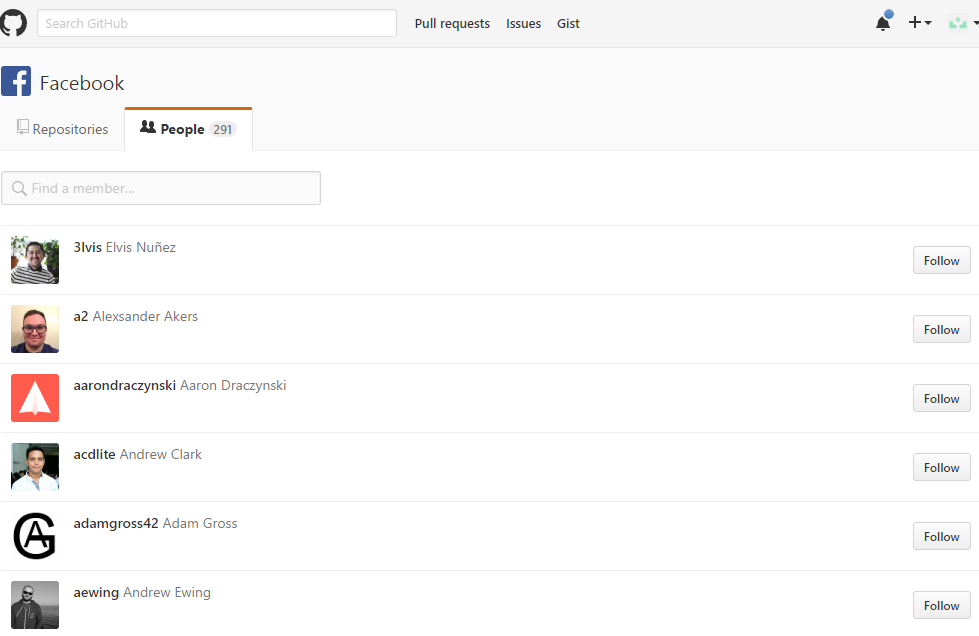 Search GitHub Pull requests Issues Gist
Facebook
Repositories People 291
Find a member...
3lvis Elvis Nuñez Follow
a2 Alexsander Akers Follow
aarondraczynski Aaron Draczynski Follow
acdlite Andrew Clark Follow
AG
adamgross42 Adam Gross Follow
aewing Andrew Ewing Follow